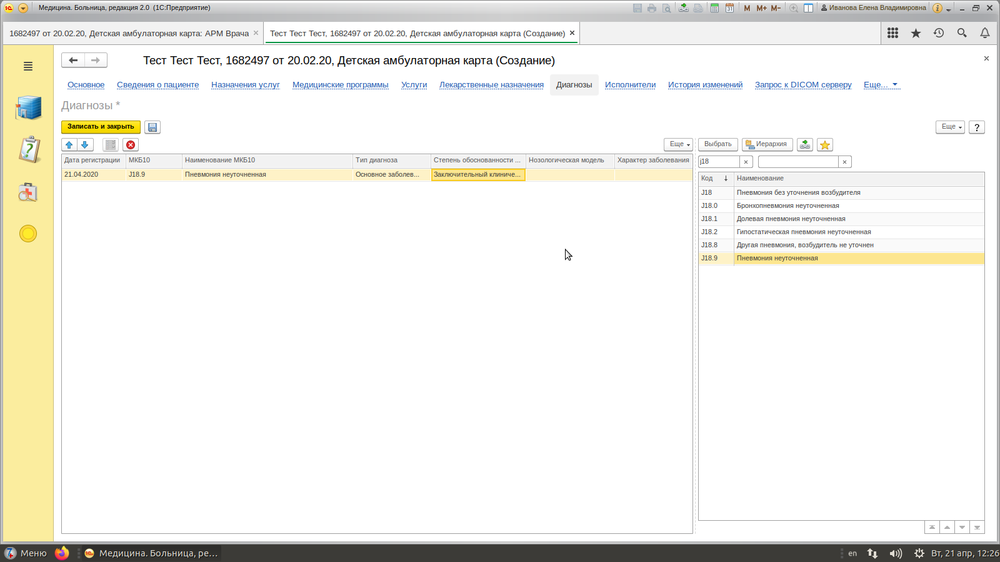 Медицина. Больница, редакция 2.0 (1С:Предприятие)
M M+ M-
Иванова Елена Владимировна
1682497 от 20.02.20, Детская амбулаторная карта: АРМ Врача ×
Тест Тест Тест, 1682497 от 20.02.20, Детская амбулаторная карта (Создание) ×
Тест Тест Тест, 1682497 от 20.02.20, Детская амбулаторная карта (Создание)
Основное Сведения о пациенте Назначения услуг Медицинские программы Услуги Лекарственные назначения Диагнозы Исполнители История изменений Запрос к DICOM серверу Еще...
Диагнозы *
Записать и закрыть
Еще ?
Еще
Выбрать Иерархия
j18 × ×
Дата регистрации МКБ10 Наименование МКБ10 Тип диагноза Степень обоснованности ... Нозологическая модель Характер заболевания
21.04.2020 J18.9 Пневмония неуточненная Основное заболев... Заключительный клиниче...
Код ↓ Наименование
J18 Пневмония без уточнения возбудителя
J18.0 Бронхопневмония неуточненная
J18.1 Долевая пневмония неуточненная
J18.2 Гипостатическая пневмония неуточненная
J18.8 Другая пневмония, возбудитель не уточнен
J18.9 Пневмония неуточненная
Меню
Медицина. Больница, ре...
en
Вт, 21 апр, 12:26